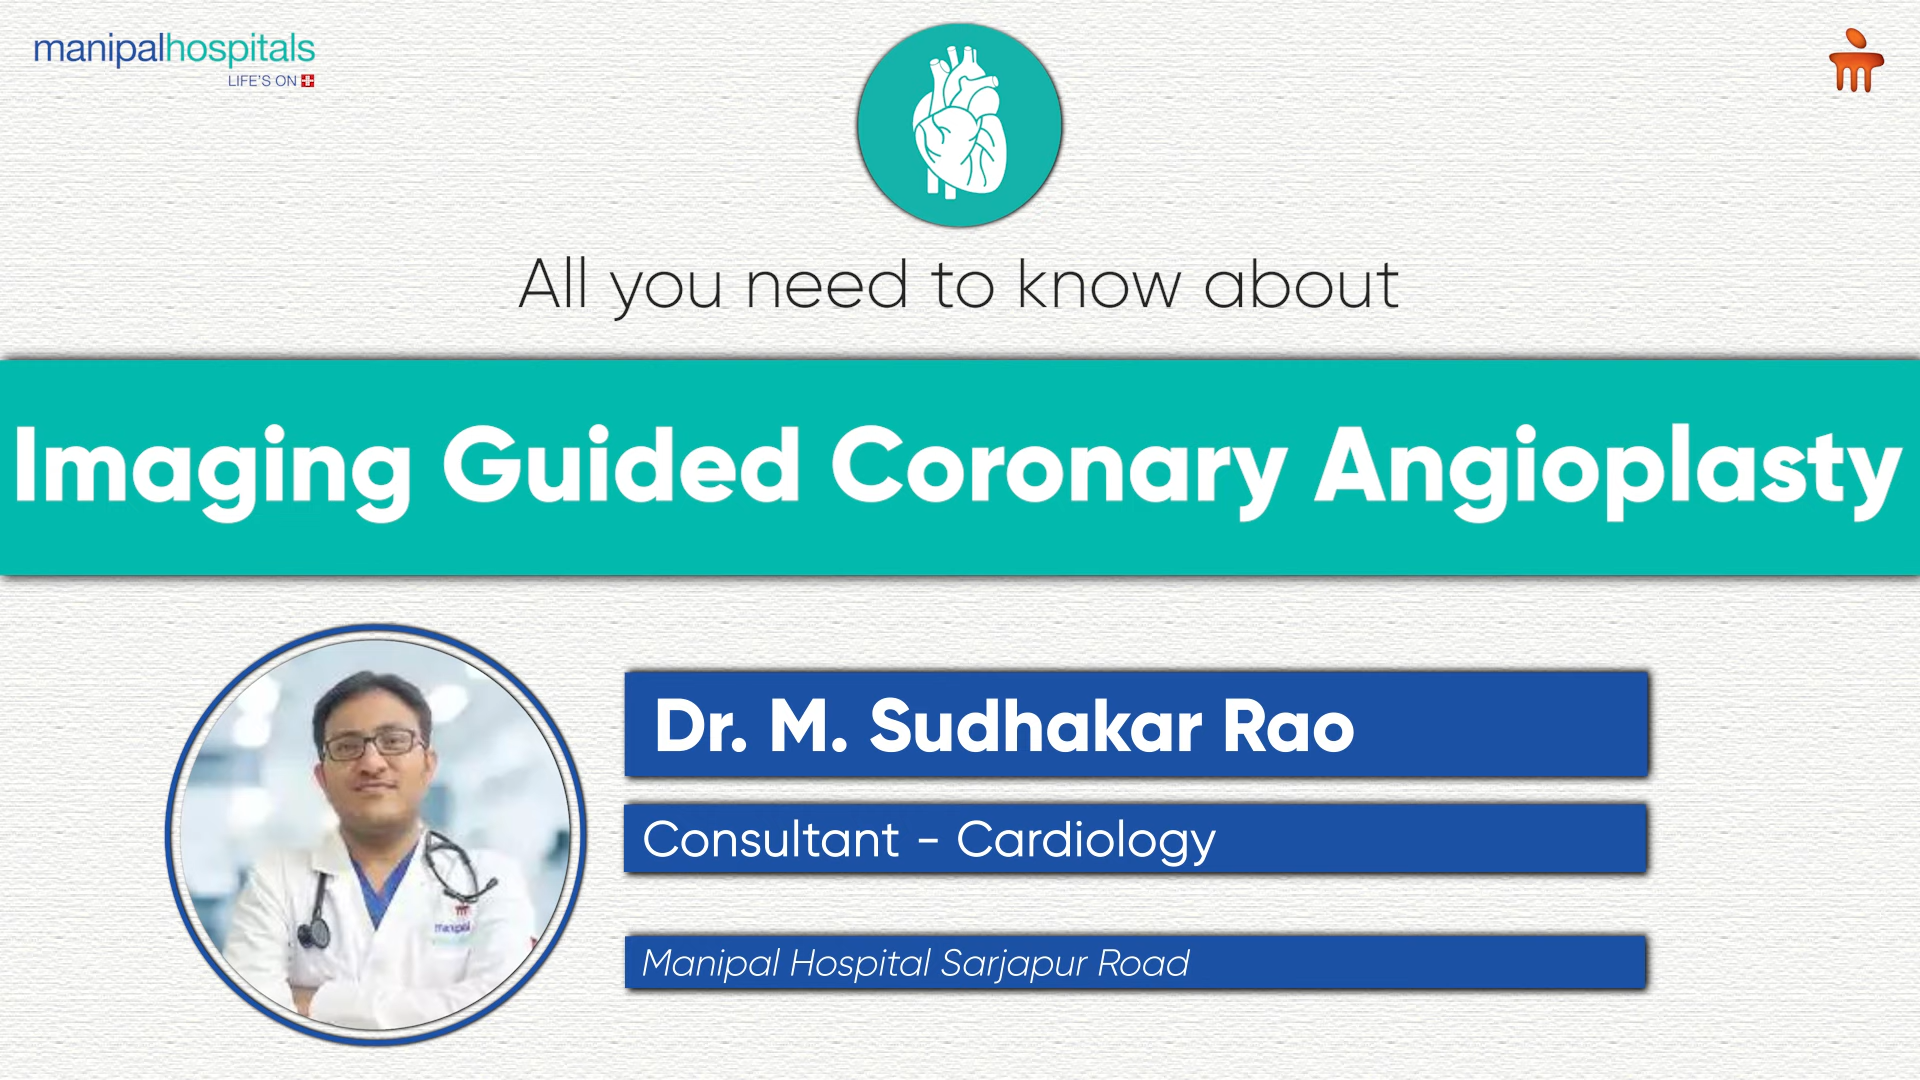 manipalhospitals
LIFE'S ON
All you need to know about
Imaging Guided Coronary Angioplasty
Dr. M. Sudhakar Rao
Consultant - Cardiology
manipal
Manipal Hospital Sarjapur Road